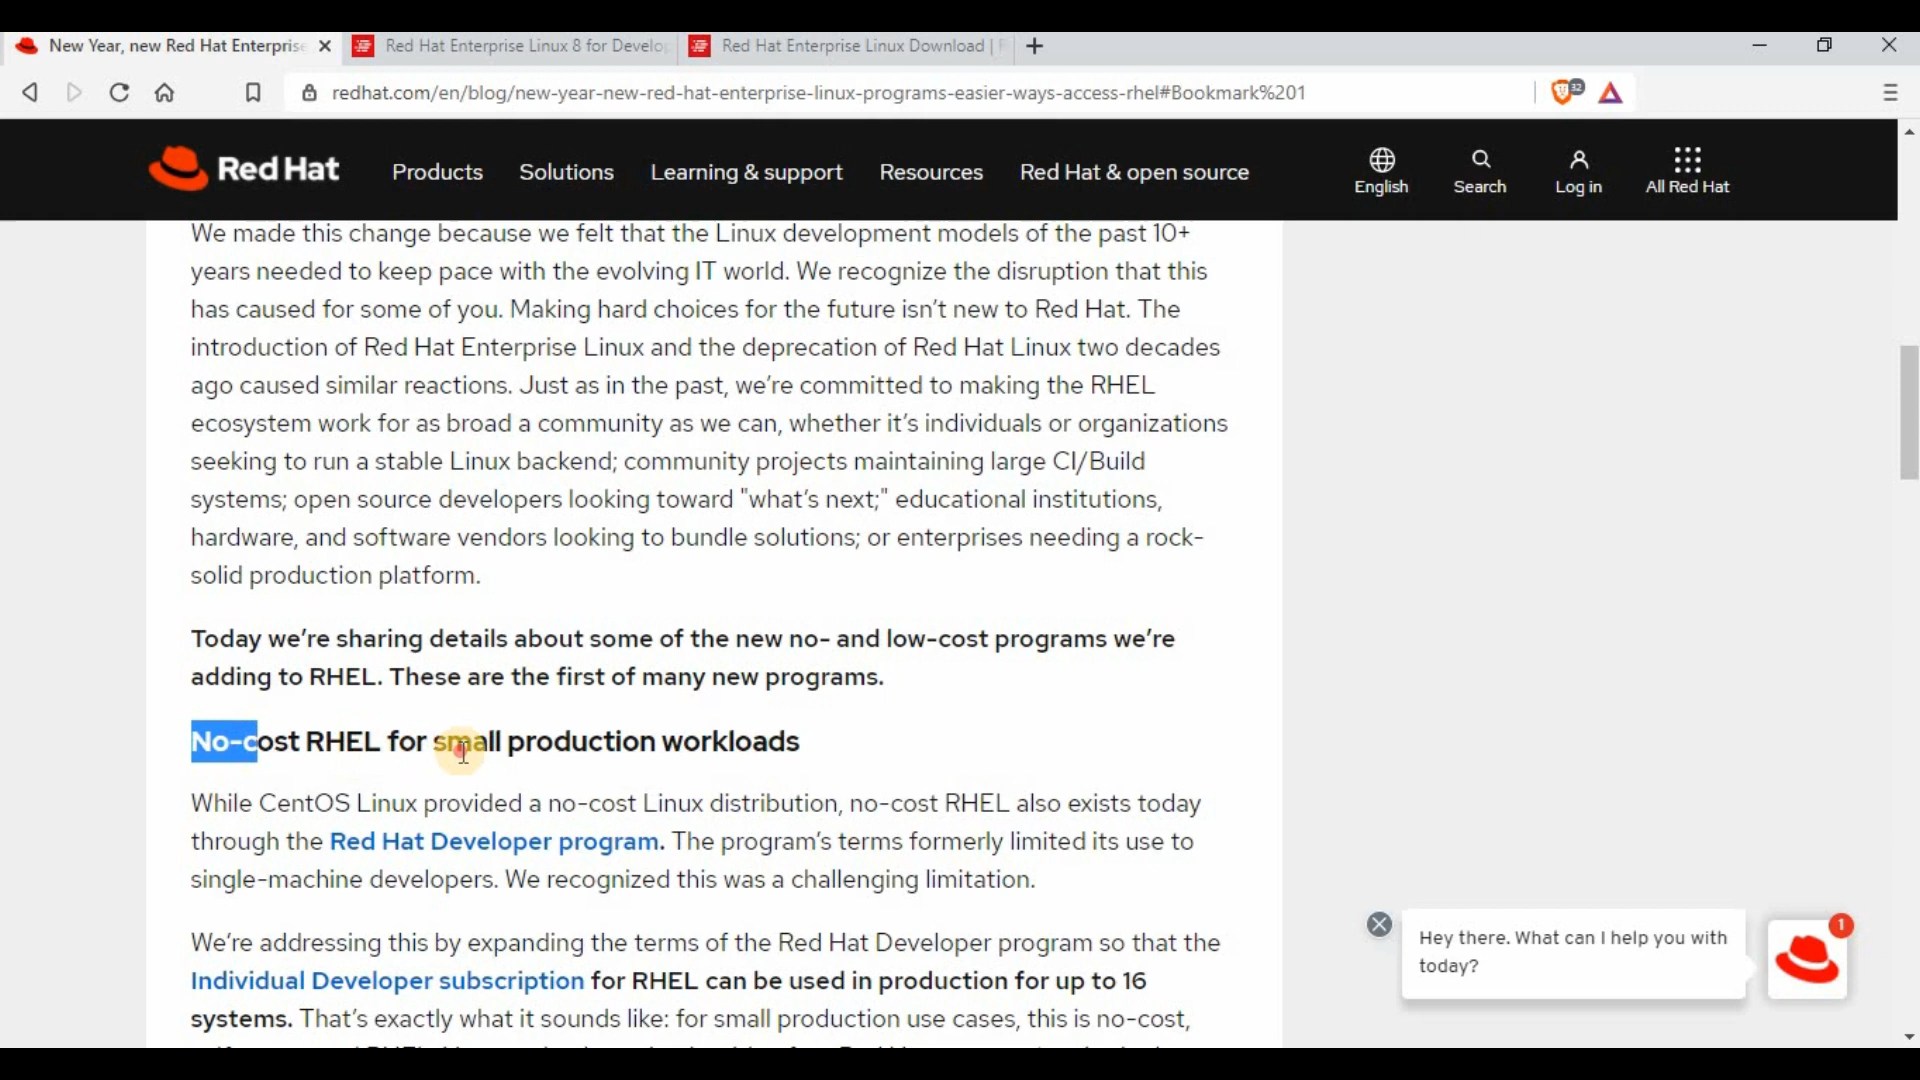 New Year, new Red Hat Enterprise
Red Hat Enterprise Linux 8 for Develop
Red Hat Enterprise Linux Download |
redhat.com/en/blog/new-year-new-red-hat-enterprise-linux-programs-easier-ways-access-rhel#Bookmark%201
32
Red Hat
Products
Solutions
Learning & support
Resources
Red Hat & open source
English
Search
Log in
All Red Hat
We made this change because we felt that the Linux development models of the past 10+
years needed to keep pace with the evolving IT world. We recognize the disruption that this
has caused for some of you. Making hard choices for the future isn't new to Red Hat. The
introduction of Red Hat Enterprise Linux and the deprecation of Red Hat Linux two decades
ago caused similar reactions. Just as in the past, we're committed to making the RHEL
ecosystem work for as broad a community as we can, whether it's individuals or organizations
seeking to run a stable Linux backend; community projects maintaining large CI/Build
systems; open source developers looking toward "what's next;" educational institutions,
hardware, and software vendors looking to bundle solutions; or enterprises needing a rock-
solid production platform.
Today we're sharing details about some of the new no- and low-cost programs we're
adding to RHEL. These are the first of many new programs.
No-cost RHEL for small production workloads
While CentOS Linux provided a no-cost Linux distribution, no-cost RHEL also exists today
through the Red Hat Developer program. The program's terms formerly limited its use to
single-machine developers. We recognized this was a challenging limitation.
We're addressing this by expanding the terms of the Red Hat Developer program so that the
Individual Developer subscription for RHEL can be used in production for up to 16
systems. That's exactly what it sounds like: for small production use cases, this is no-cost,
Hey there. What can I help you with
today?
1